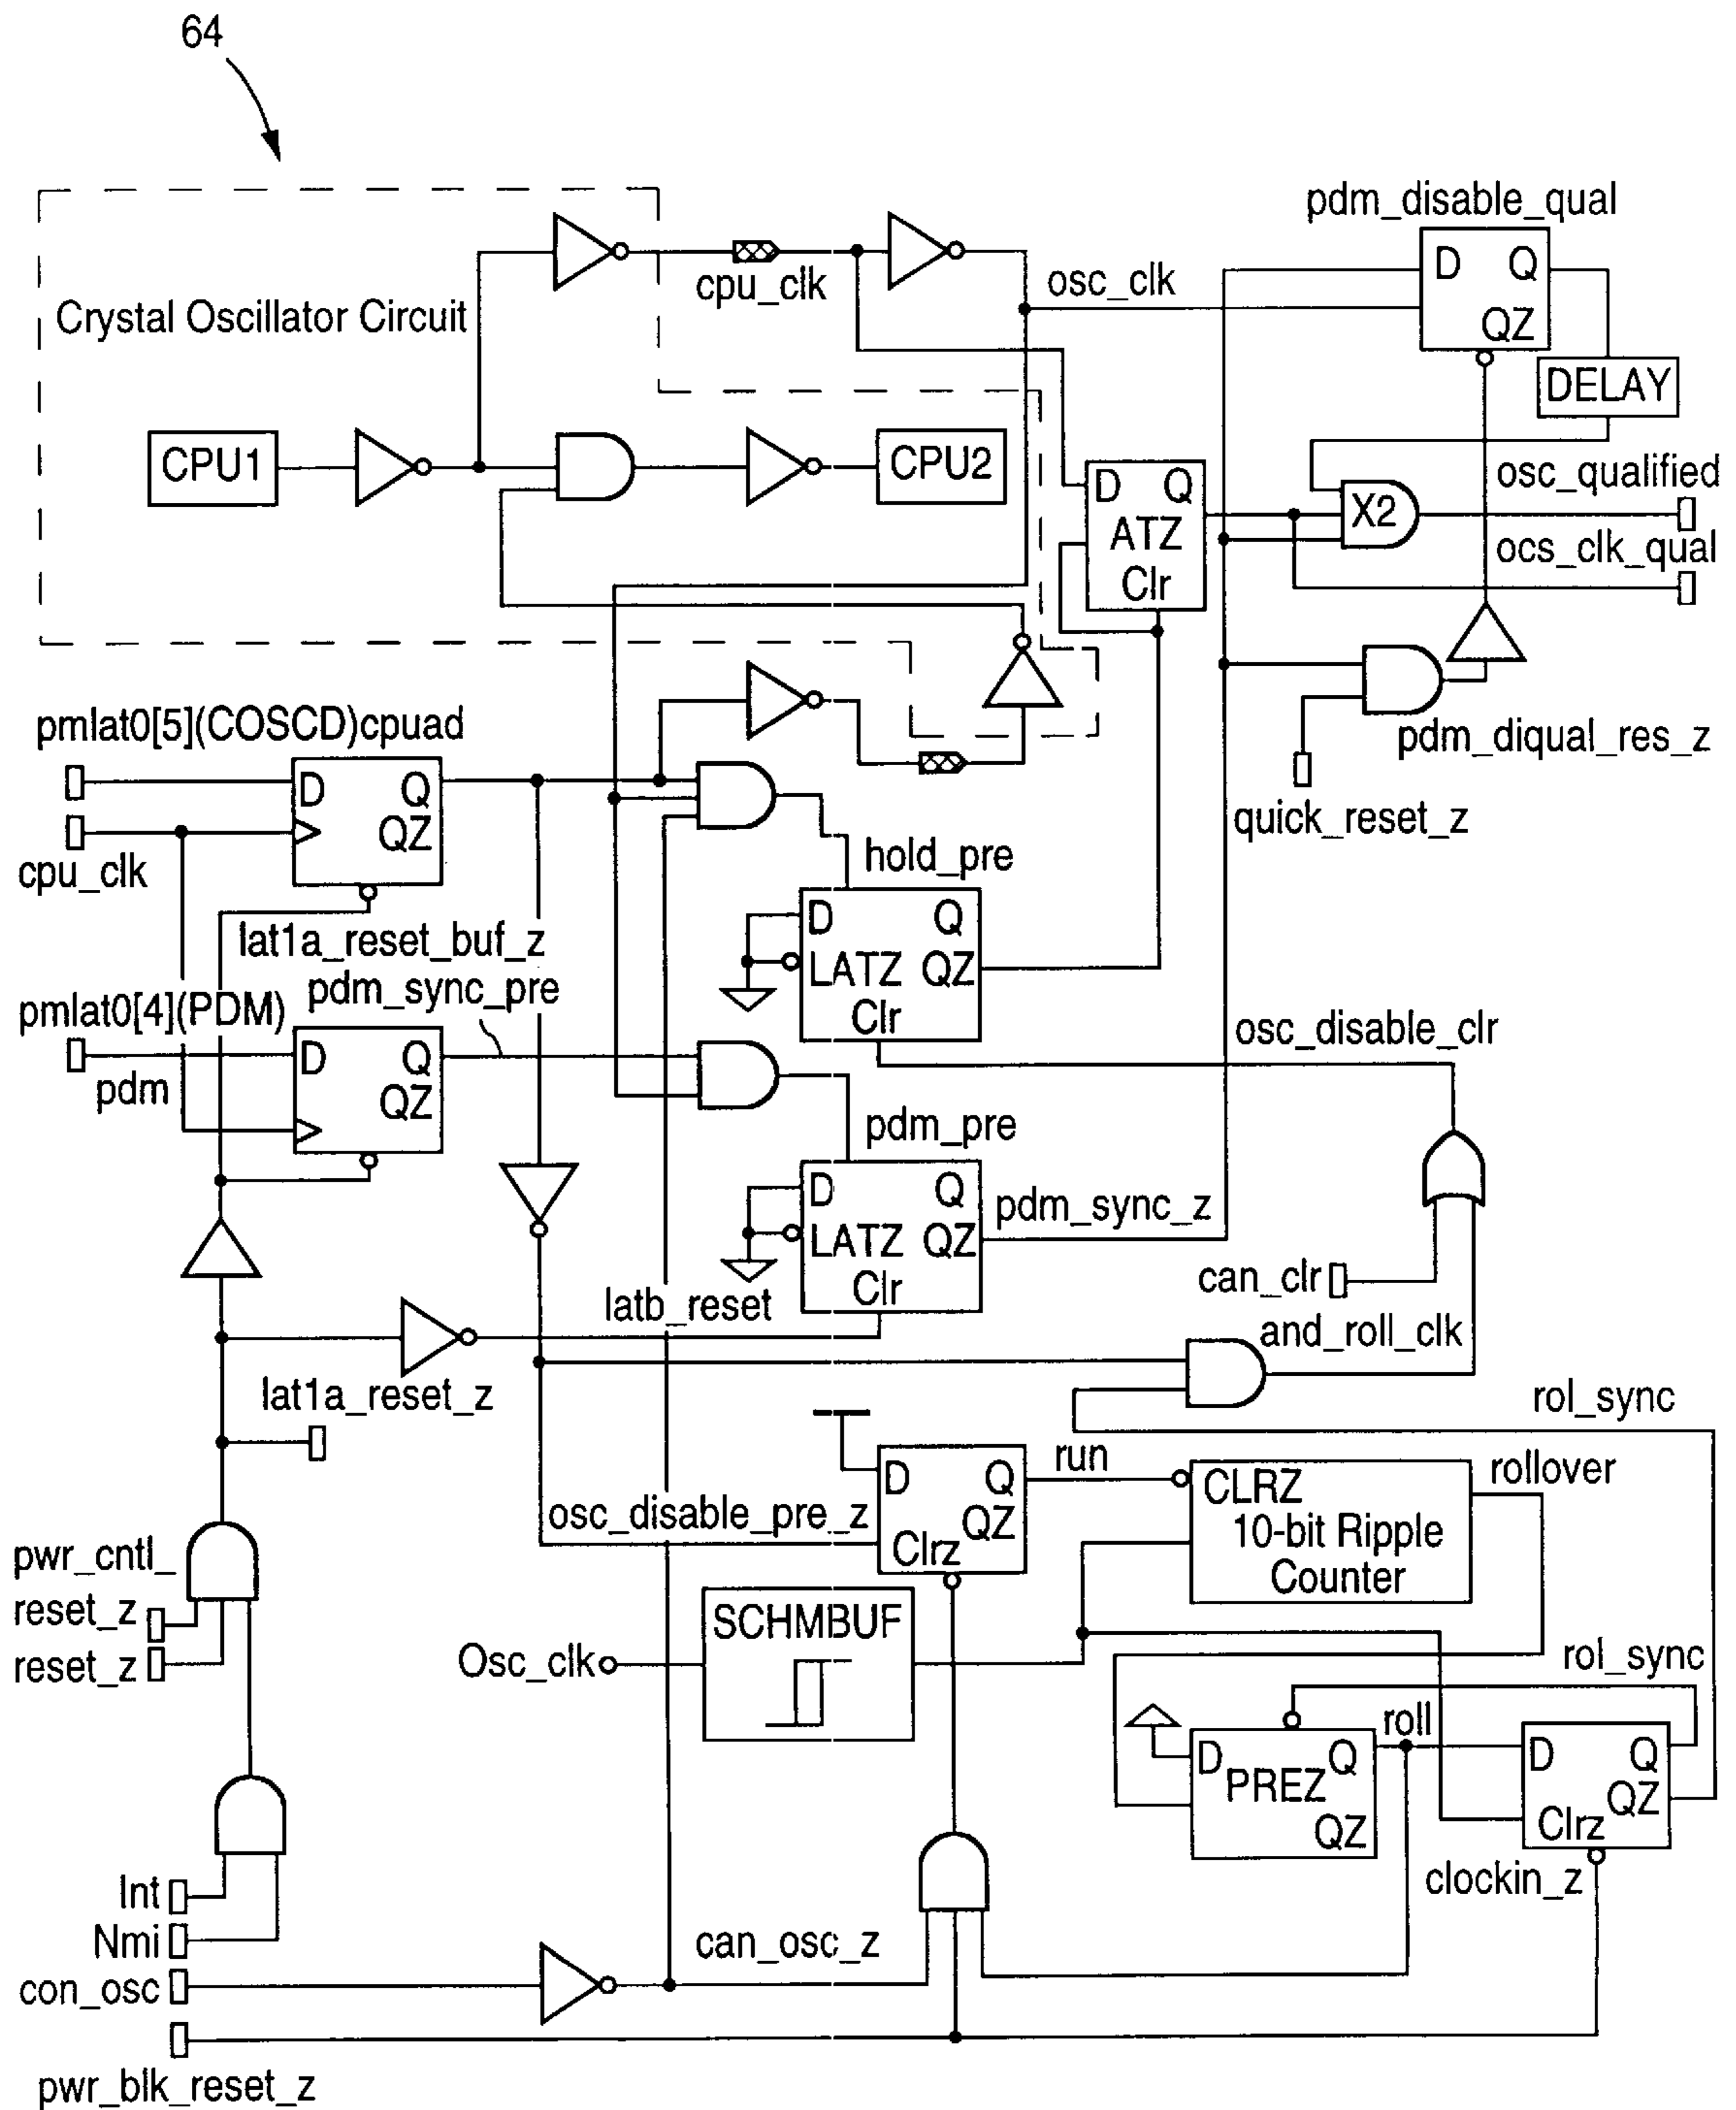 64
pdm_disable_qual
D Q
QZ
cpu_clk
osc_clk
Crystal Oscillator Circuit
DELAY
CPU1
CPU2
D Q
ATZ
Clr
X2
osc_qualified
ocs_clk_qual
pmlat0[5](COSCD)cpuad
D Q
QZ
cpu_clk
pdm_diqual_res_z
quick_reset_z
hold_pre
lat1a_reset_buf_z
D Q
LATZ QZ
Clr
pdm_sync_pre
pmlat0[4](PDM)
D Q
QZ
pdm
osc_disable_clr
pdm_pre
D Q
LATZ QZ
Clr
pdm_sync_z
latb_reset
can_clr
and_roll_clk
lat1a_reset_z
rol_sync
D Q
QZ
Clrz
run
CLRZ
10-bit Ripple
Counter
rollover
osc_disable_pre_z
pwr_cntl_
reset_z
reset_z
SCHMBUF
Osc_clk
rol_sync
roll
D Q
PREZ
QZ
D Q
QZ
Clrz
clockin_z
Int
Nmi
can_osc_z
con_osc
pwr_blk_reset_z